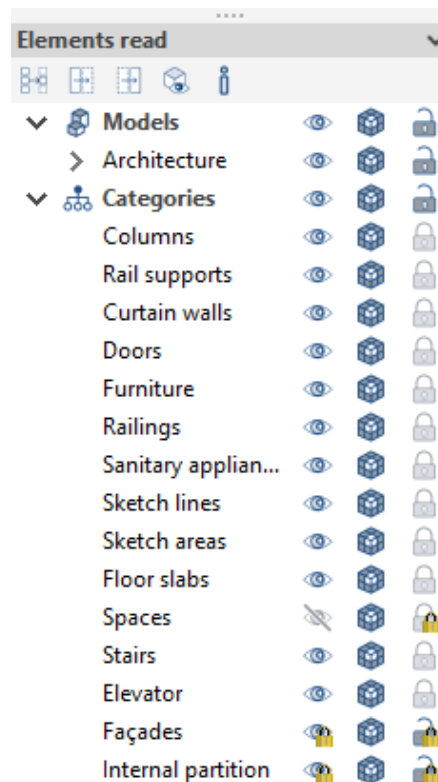 Elements read
Models
Architecture
Categories
Columns
Rail supports
Curtain walls
Doors
Furniture
Railings
Sanitary applian...
Sketch lines
Sketch areas
Floor slabs
Spaces
Stairs
Elevator
Façades
Internal partition